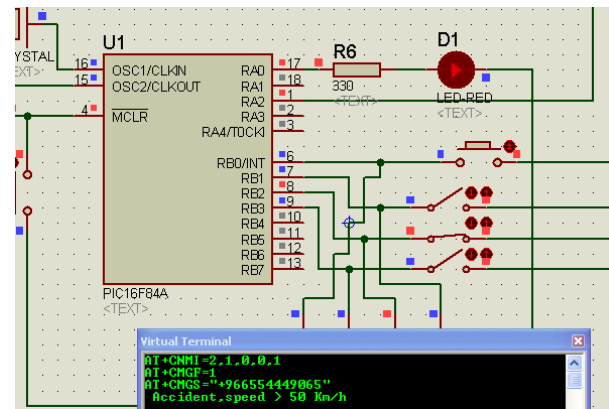 U1
R6
D1
YSTAL
TEXT>
16
OSC1/CLKIN
15
OSC2/CLKOUT
4
MCLR
RA0
17
RA1
18
RA2
1
RA3
2
RA4/T0CKI
3
RB0/INT
6
RB1
7
RB2
8
RB3
9
RB4
10
RB5
11
RB6
12
RB7
13
330
<TEXT>
LED-RED
<TEXT>
PIC16F84A
<TEXT>
Virtual Terminal
AT+CNMI=2,1,0,0,1
AT+CMGF=1
AT+CMGS="+966554449065"
Accident,speed > 50 Km/h